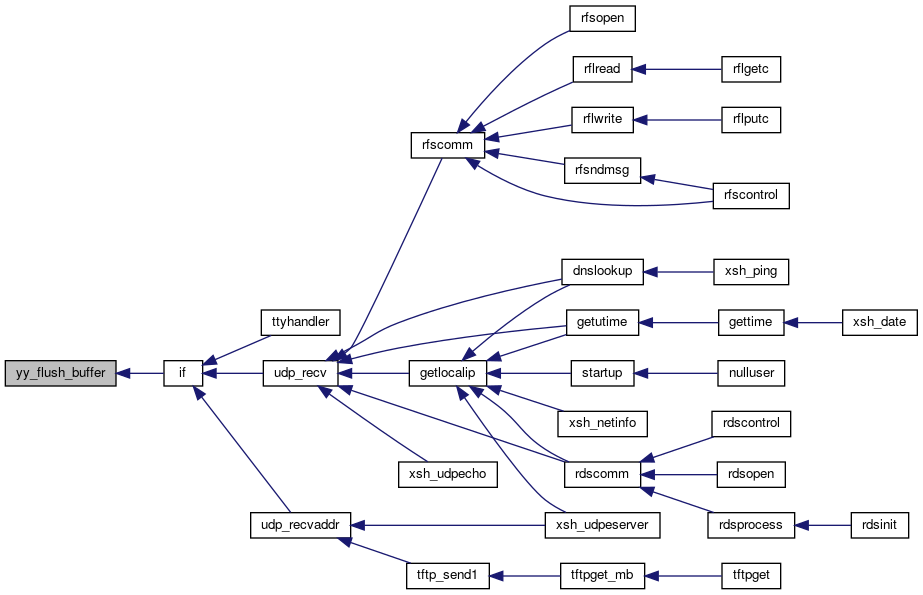 rfsopen
rflread
rflgetc
rflwrite
rflputc
rfscomm
rfsndmsg
rfscontrol
dnslookup
xsh_ping
ttyhandler
getutime
gettime
xsh_date
yy_flush_buffer
if
udp_recv
getlocalip
startup
nulluser
xsh_netinfo
rdscontrol
xsh_udpecho
rdscomm
rdsopen
udp_recvaddr
xsh_udpeserver
rdsprocess
rdsinit
tftp_send1
tftpget_mb
tftpget